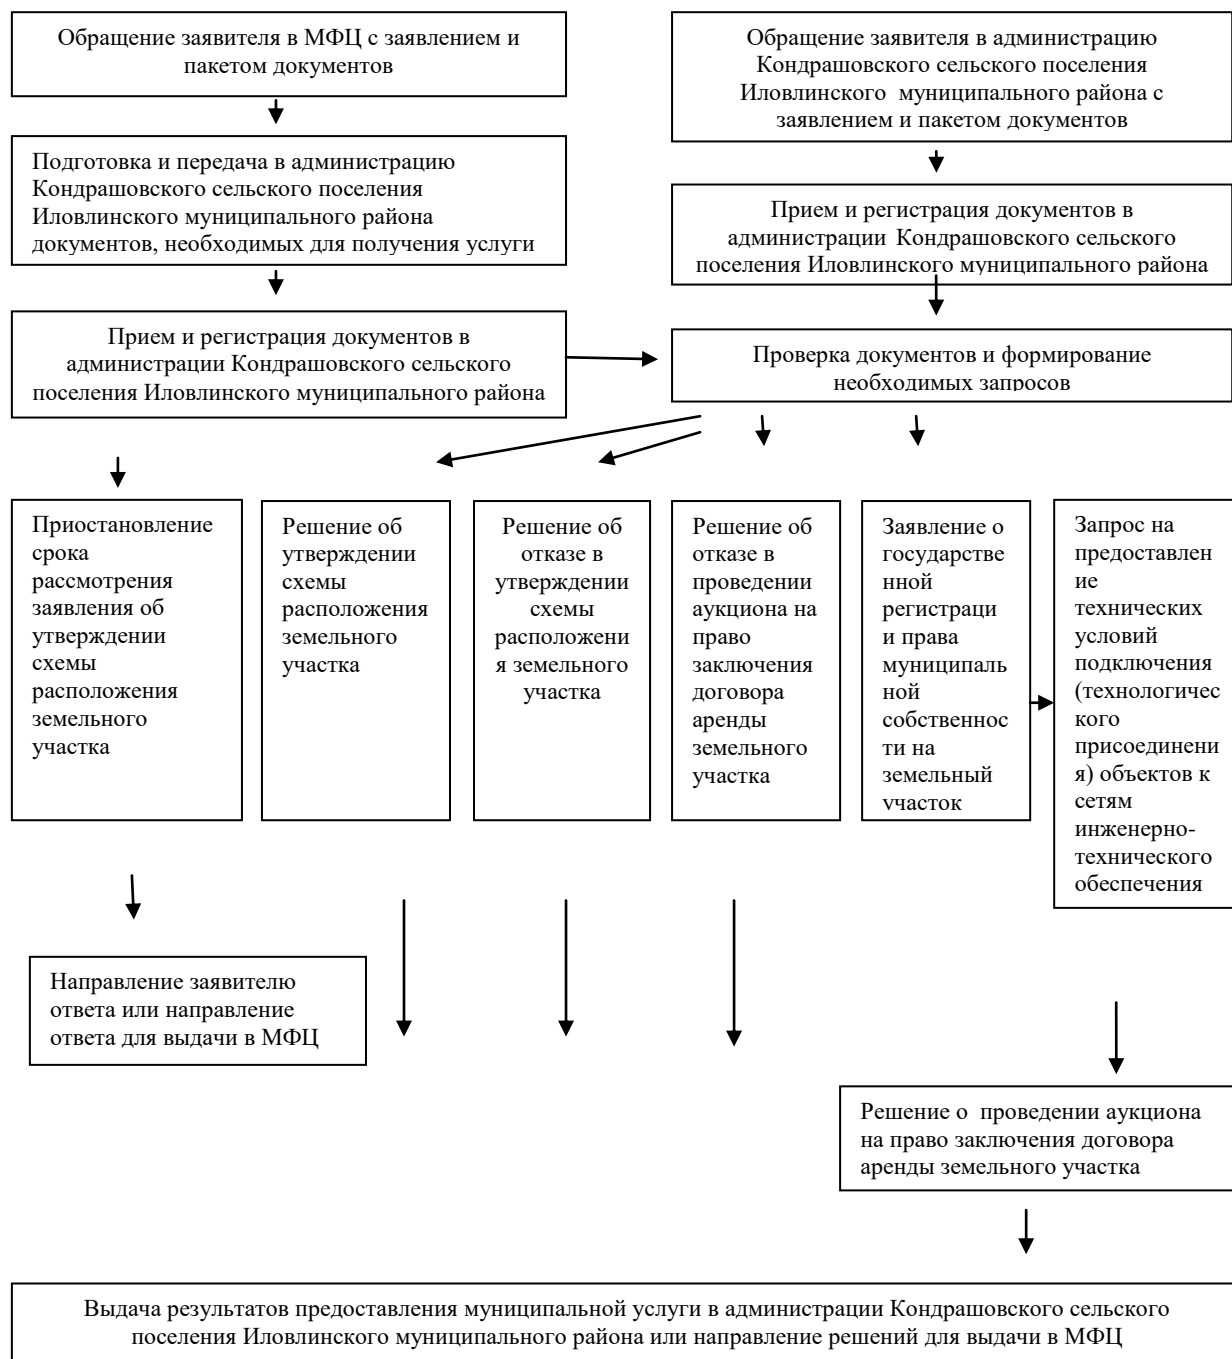 Обращение заявителя в МФЦ с заявлением и
пакетом документов
Обращение заявителя в администрацию
Кондрашовского сельского поселения
Иловлинского муниципального района с
заявлением и пакетом документов
Подготовка и передача в администрацию
Кондрашовского сельского поселения
Иловлинского муниципального района
документов, необходимых для получения услуги
Прием и регистрация документов в
администрации Кондрашовского сельского
поселения Иловлинского муниципального района
Прием и регистрация документов в
администрации Кондрашовского сельского
поселения Иловлинского муниципального района
Проверка документов и формирование
необходимых запросов
Приостановление
срока
рассмотрения
заявления об
утверждении
схемы
расположения
земельного
участка
Решение об
утверждении
схемы
расположения
земельного
участка
Решение об
отказе в
утверждении
схемы
расположени
я земельного
участка
Решение об
отказе в
проведении
аукциона на
право
заключения
договора
аренды
земельного
участка
Заявление о
государстве
нной
регистраци
и права
муниципаль
ной
собственнос
ти на
земельный
участок
Запрос на
предоставлен
ие
технических
условий
подключения
(технологичес
кого
присоединени
я) объектов к
сетям
инженерно-
технического
обеспечения
Направление заявителю
ответа или направление
ответа для выдачи в МФЦ
Решение о проведении аукциона
на право заключения договора
аренды земельного участка
Выдача результатов предоставления муниципальной услуги в администрации Кондрашовского сельского
поселения Иловлинского муниципального района или направление решений для выдачи в МФЦ